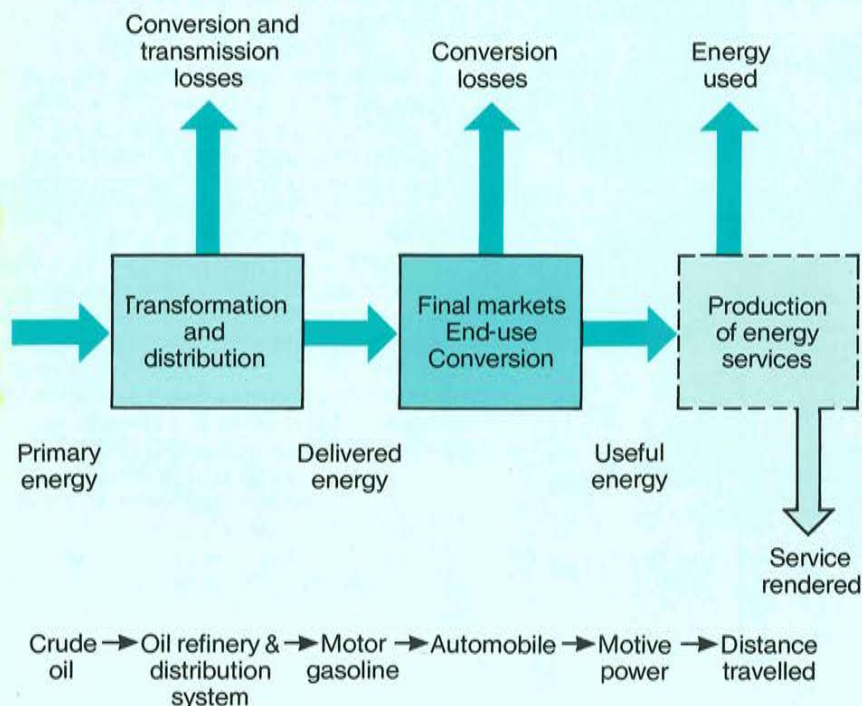 Conversion and
transmission
losses
Conversion
losses
Energy
used
Transformation
and
distribution
Final markets
End-use
Conversion
Production
of energy
services
Primary
energy
Delivered
energy
Useful
energy
Service
rendered
Crude
oil
Oil refinery &
distribution
system
Motor
gasoline
Automobile
Motive
power
Distance
travelled